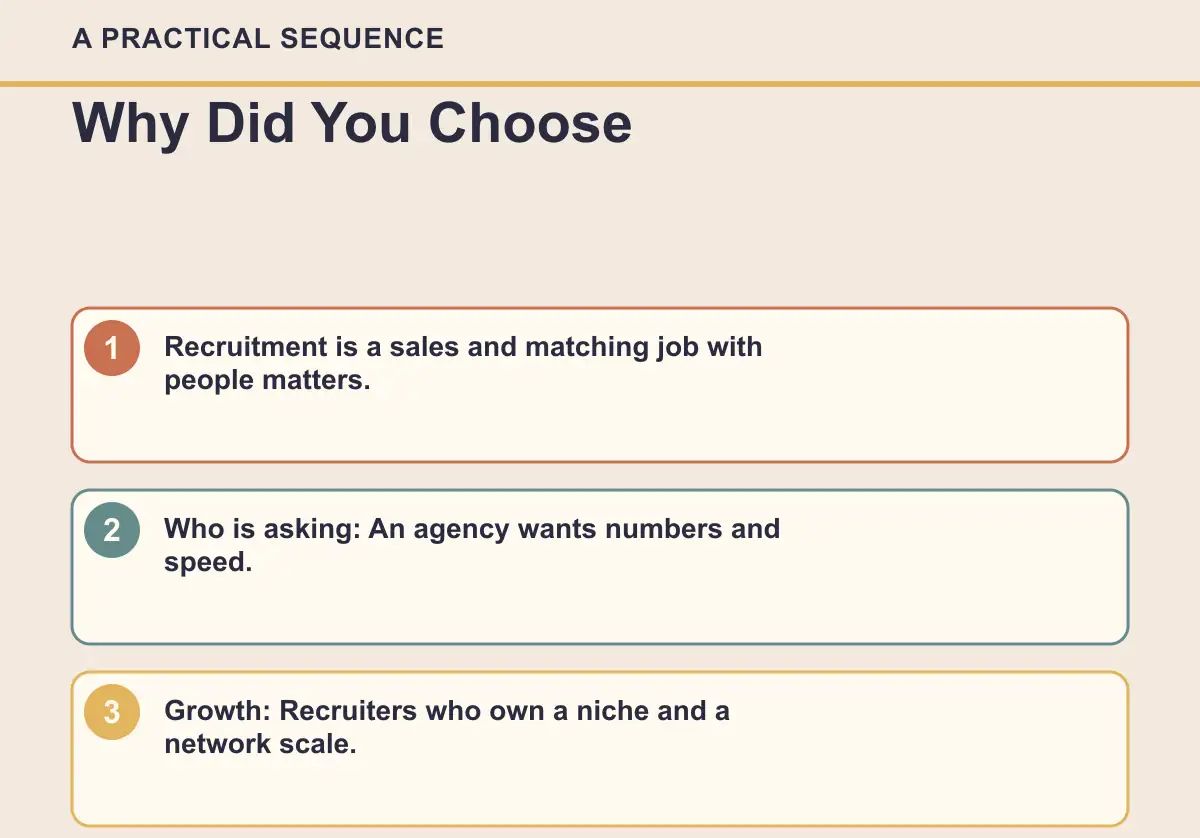 A PRACTICAL SEQUENCE
Why Did You Choose
1
Recruitment is a sales and matching job with
people matters.
2
Who is asking: An agency wants numbers and
speed.
3
Growth: Recruiters who own a niche and a
network scale.